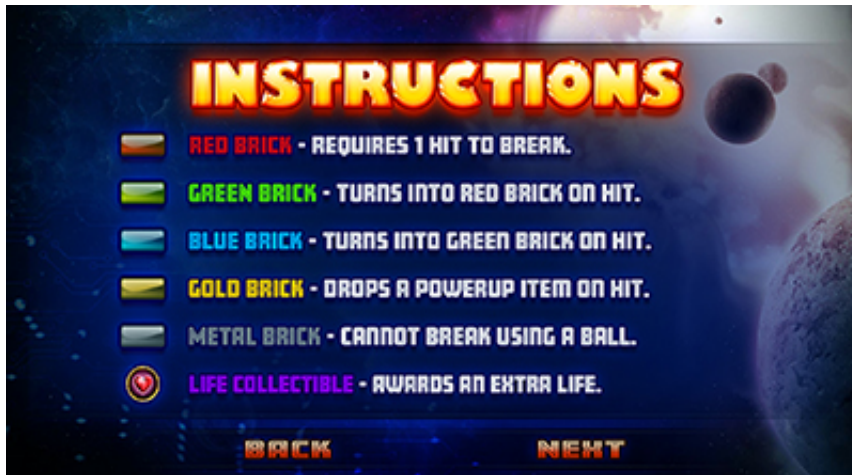 INSTRUCTIONS
RED BRICK - REQUIRES 1 HIT TO BREAK.
GREEN BRICK - TURNS INTO RED BRICK ON HIT.
BLUE BRICK - TURNS INTO GREEN BRICK ON HIT.
GOLD BRICK - DROPS A POWERUP ITEM ON HIT.
METAL BRICK - CANNOT BREAK USING A BALL.
LIFE COLLECTIBLE - AWARDS AN EXTRA LIFE.
BACK NEXT